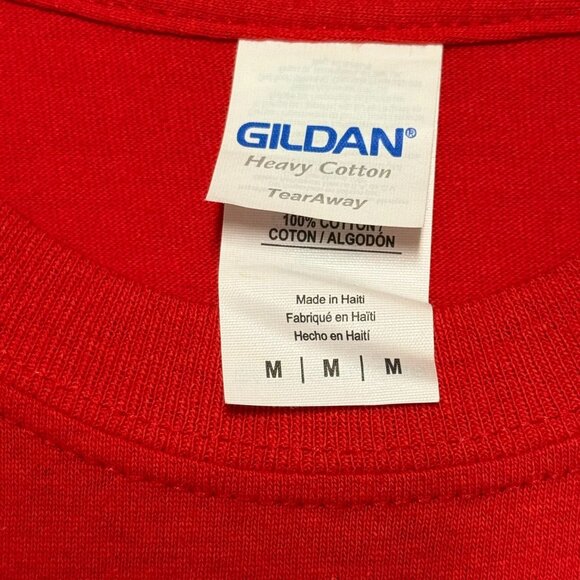 GILDAN®
Heavy Cotton
TearAway
100% COTTON,
COTON / ALGODÓN
Made in Haiti
Fabriqué en Haïti
Hecho en Haití
M | M | M